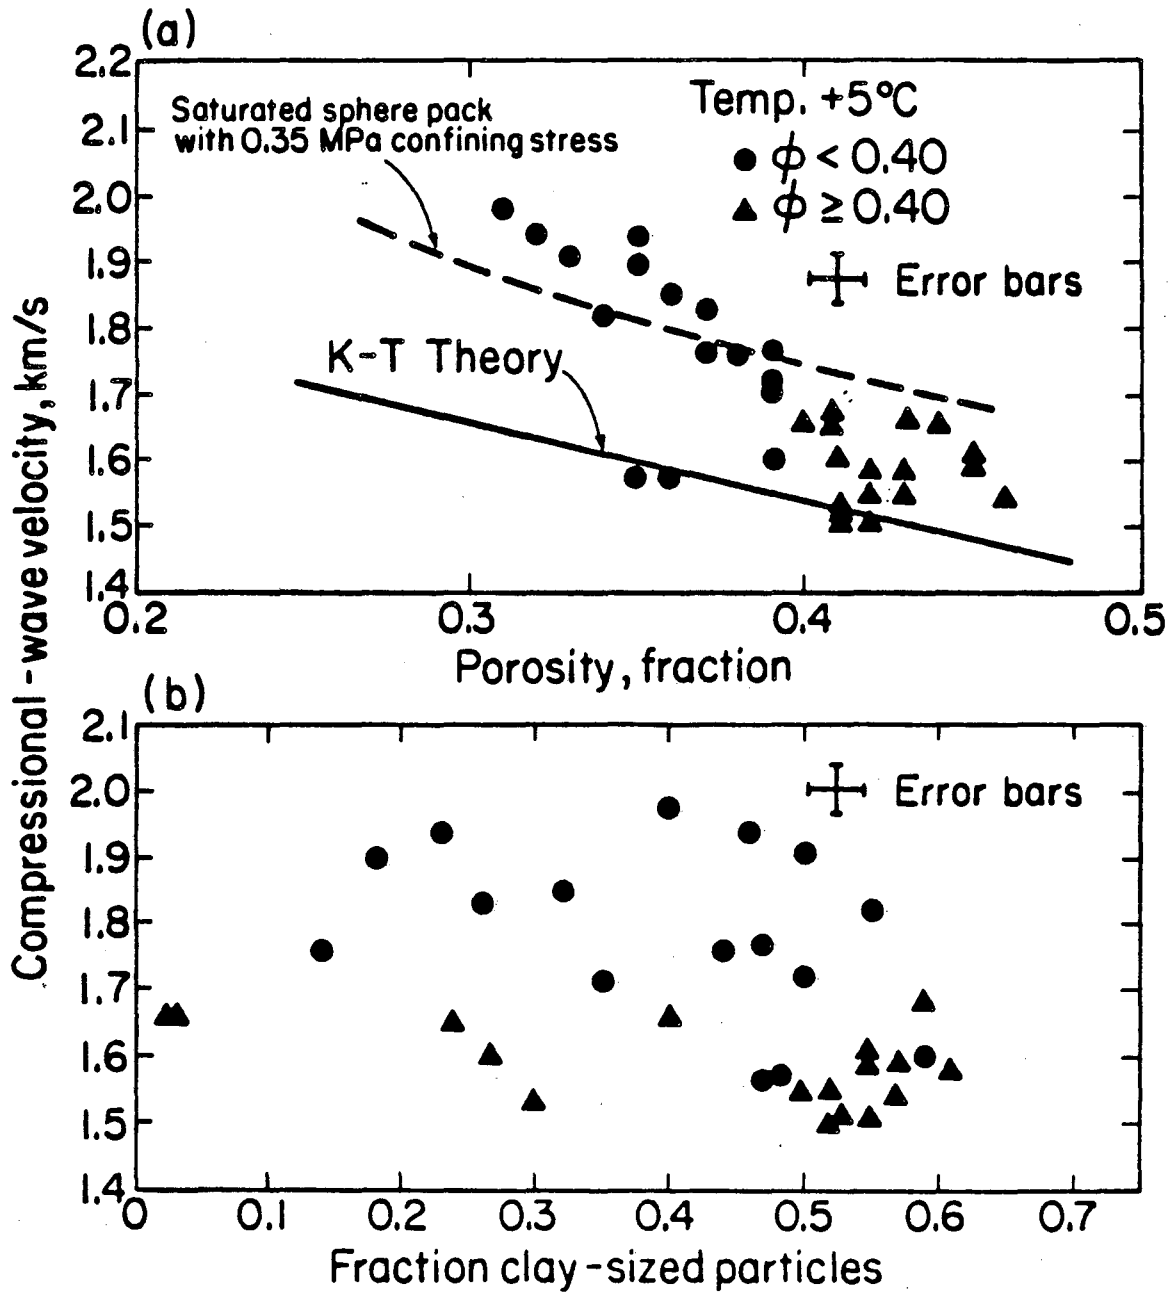 (a)
2.2
2.1
2.0
1.9
1.8
1.7
1.6
1.5
1.4
Saturated sphere pack
with 0.35 MPa confining stress
Temp. +5°C
ϕ < 0.40
ϕ ≥ 0.40
Error bars
K-T Theory
0.2 0.3 0.4 0.5
Porosity, fraction
Compressional-wave velocity, km/s
(b)
2.1
2.0
1.9
1.8
1.7
1.6
1.5
1.4
Error bars
0 0.1 0.2 0.3 0.4 0.5 0.6 0.7
Fraction clay-sized particles